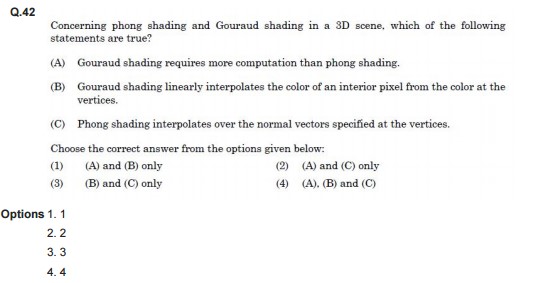 Q.42
Concerning phong shading and Gouraud shading in a 3D scene, which of the following
statements are true?
(A) Gouraud shading requires more computation than phong shading.
(B) Gouraud shading linearly interpolates the color of an interior pixel from the color at the
vertices.
(C) Phong shading interpolates over the normal vectors specified at the vertices.
Choose the correct answer from the options given below:
(1) (A) and (B) only (2) (A) and (C) only
(3) (B) and (C) only (4) (A), (B) and (C)
Options 1. 1
2. 2
3. 3
4. 4